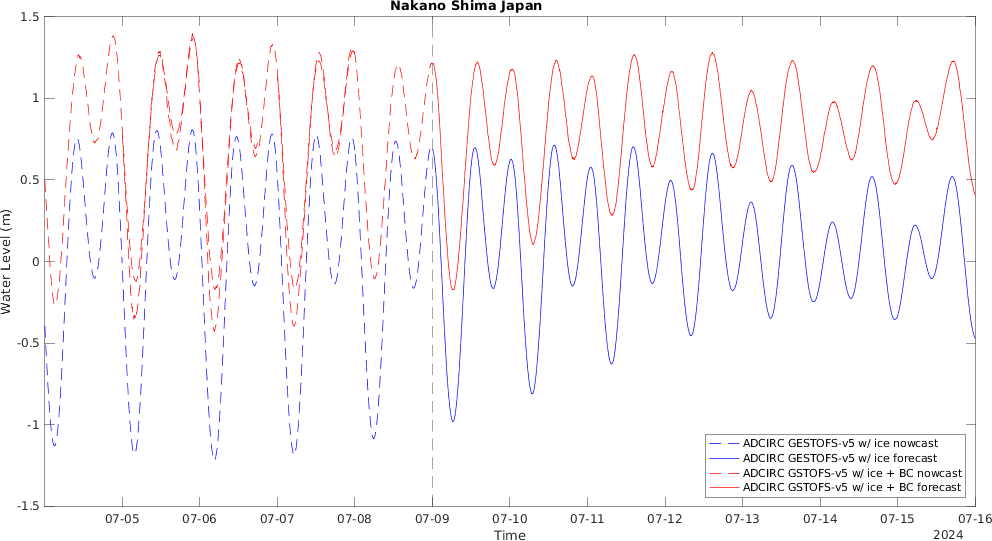 Nakano Shima Japan
1.5
1
0.5
0
-0.5
-1
-1.5
Water Level (m)
ADCIRC GESTOFS-v5 w/ ice nowcast
ADCIRC GESTOFS-v5 w/ ice forecast
ADCIRC GSTOFS-v5 w/ ice + BC nowcast
ADCIRC GSTOFS-v5 w/ ice + BC forecast
07-05 07-06 07-07 07-08 07-09 07-10 07-11 07-12 07-13 07-14 07-15 07-16
Time
2024